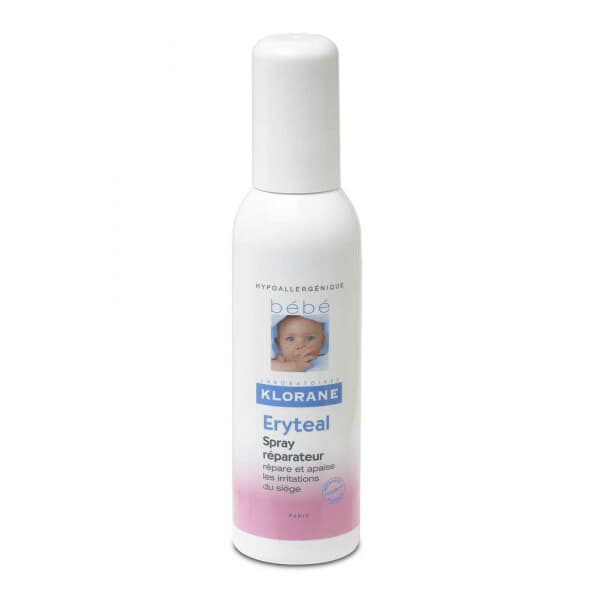 HYPOALLERGÉNIQUE
bébé
LABORATOIRES
KLORANE
Eryteal
Spray
réparateur
répare et apaise
les irritations
du siège
PARIS